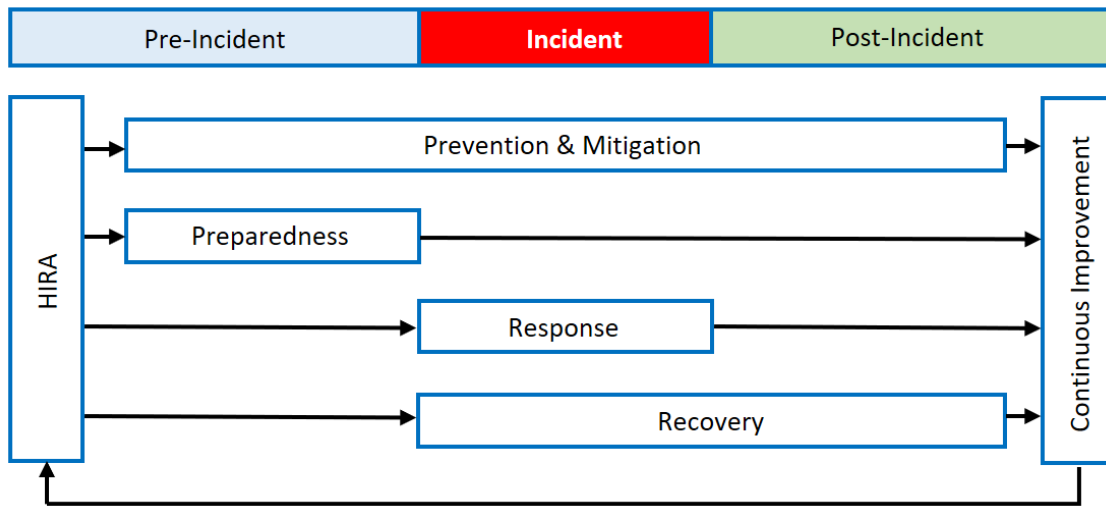 Pre-Incident
Incident
Post-Incident
HIRA
Prevention & Mitigation
Preparedness
Response
Recovery
Continuous Improvement